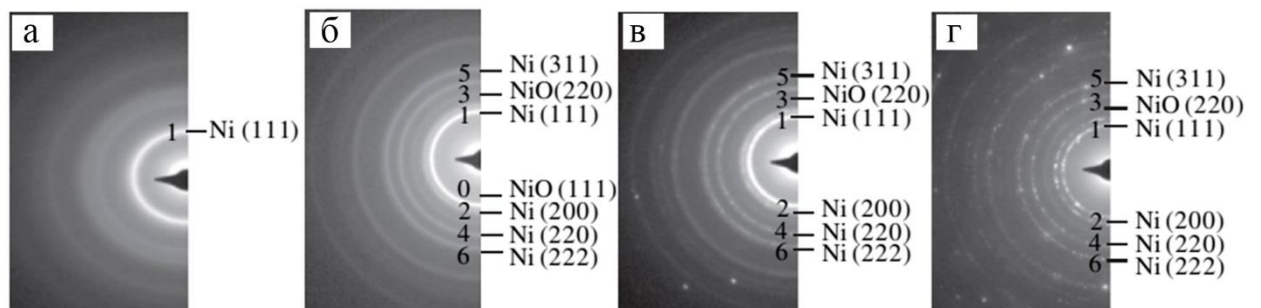 а
1 Ni (111)
б
5 Ni (311)
3 NiO(220)
1 Ni (111)
0 NiO (111)
2 Ni (200)
4 Ni (220)
6 Ni (222)
в
5 Ni (311)
3 NiO (220)
1 Ni (111)
2 Ni (200)
4 Ni (220)
6 Ni (222)
г
5 Ni (311)
3 NiO (220)
1 Ni (111)
2 Ni (200)
4 Ni (220)
6 Ni (222)